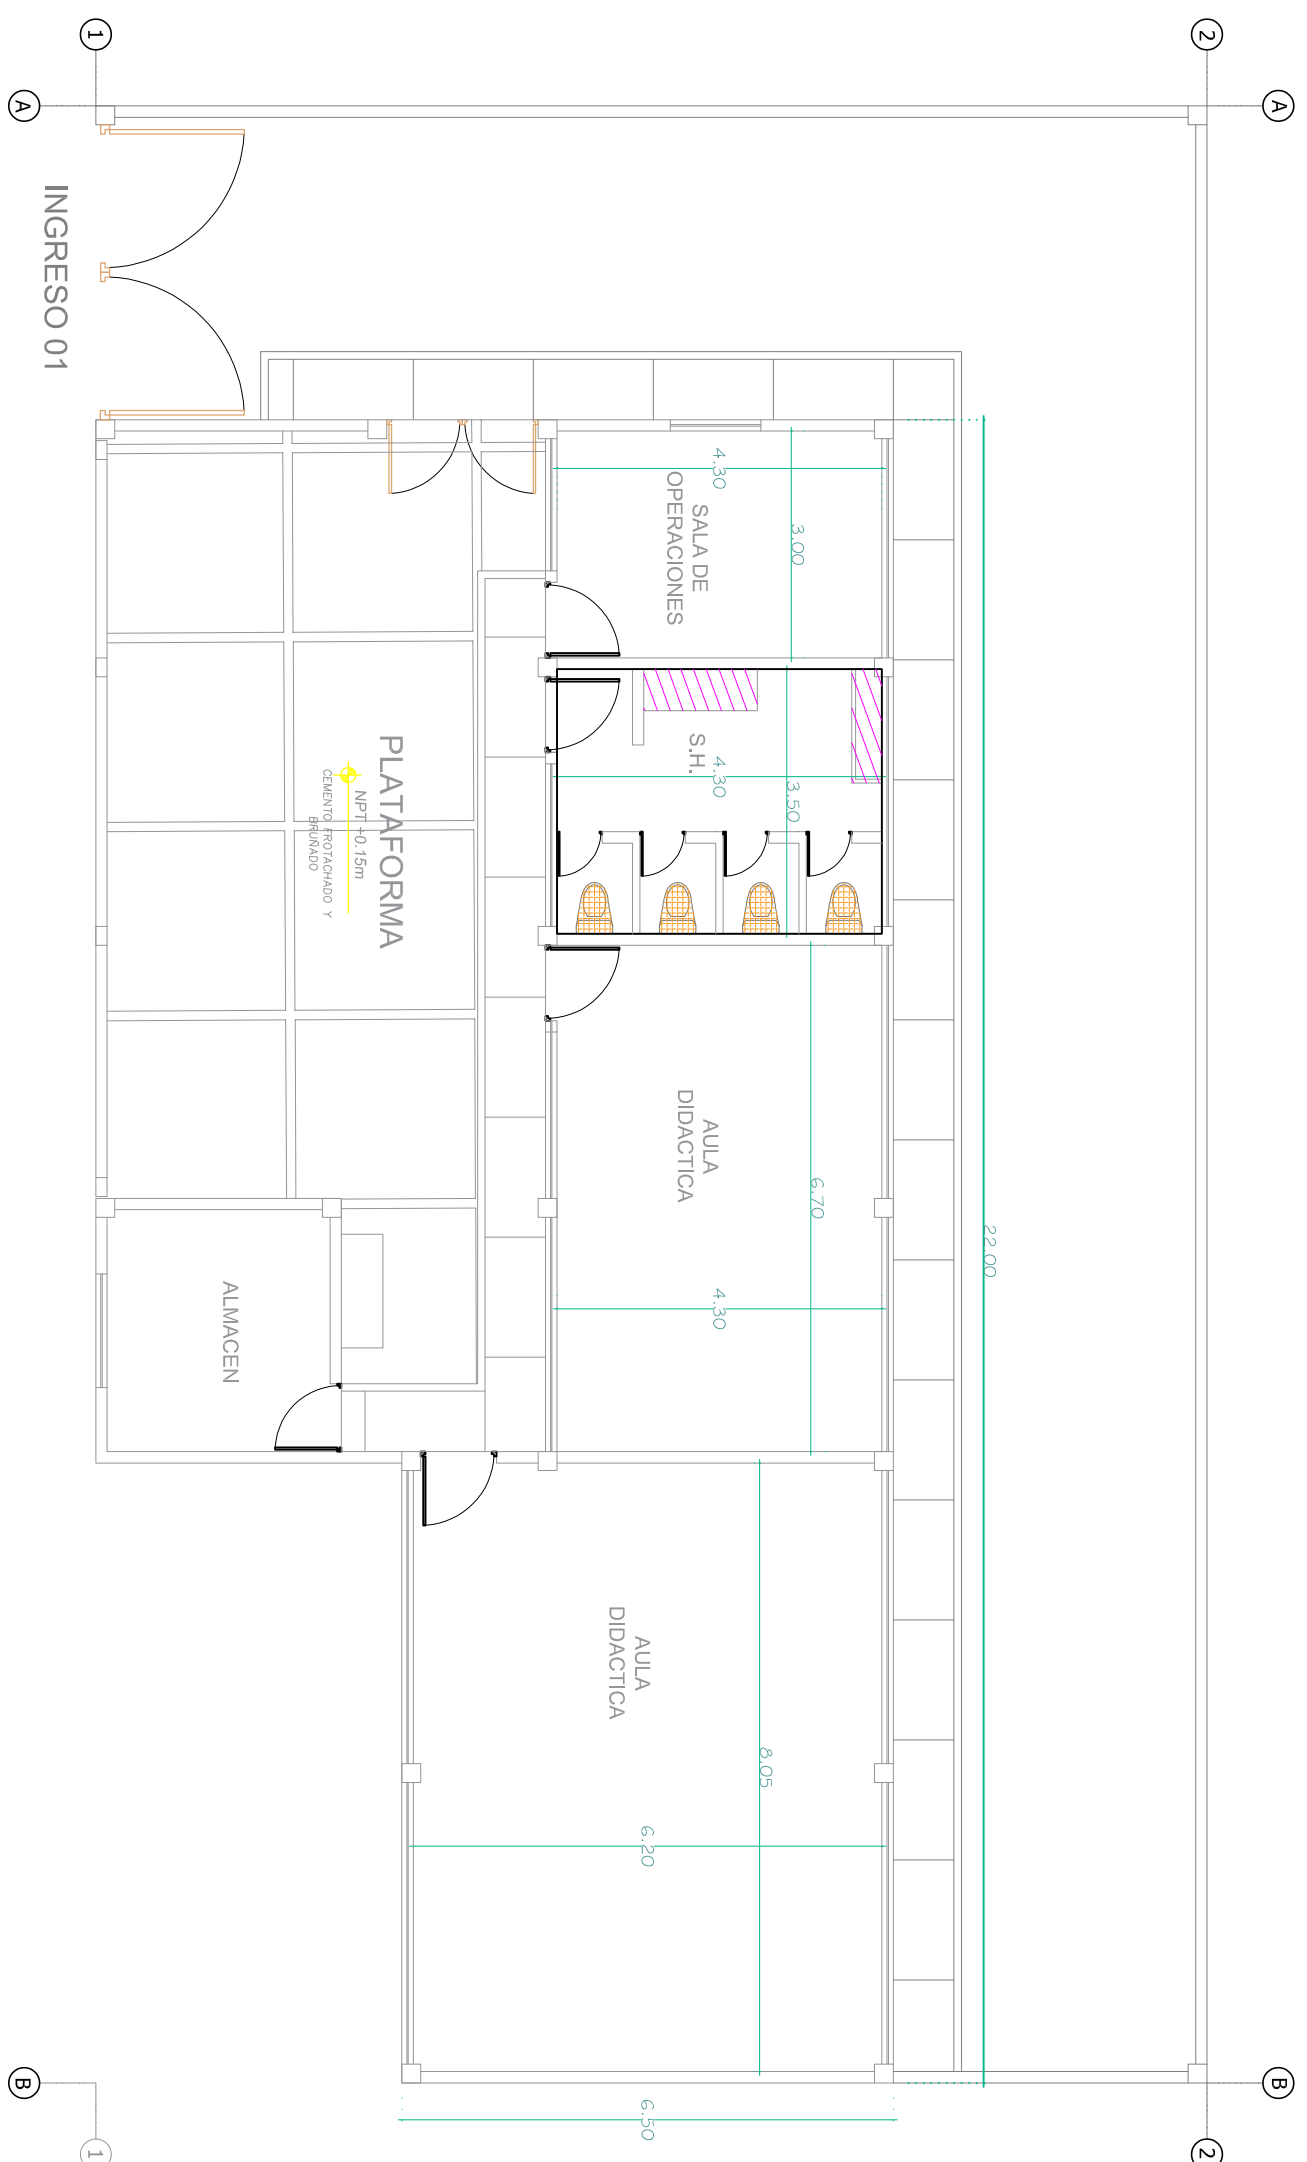 1
2
A
A
INGRESO 01
4.30
3.00
SALA DE
OPERACIONES
S.H.
4.30
3.50
PLATAFORMA
NPT +0.15m
CEMENTO FROTACHADO Y
BRUÑADO
AULA
DIDACTICA
6.70
22.00
4.30
ALMACEN
AULA
DIDACTICA
8.05
6.20
6.50
B
B
1
2